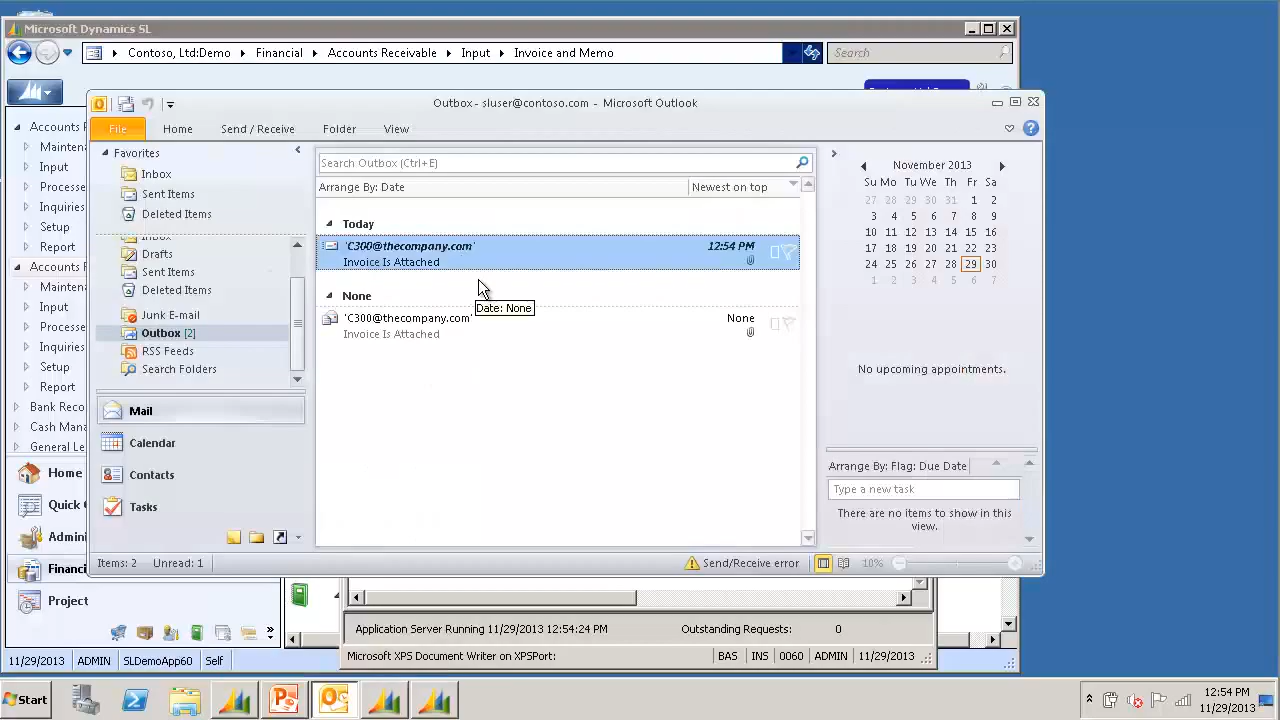 Microsoft Dynamics SL
Contoso, Ltd:Demo Financial Accounts Receivable Input Invoice and Memo
Search
Outbox - sluser@contoso.com - Microsoft Outlook
File Home Send / Receive Folder View
Accounts
Mainten
Input
Processe
Inquiries
Setup
Report
Accounts
Mainten
Input
Processe
Inquiries
Setup
Report
Bank Reco
Cash Mana
General Le
Home
Quick
Admini
Financi
Project
Favorites
Inbox
Sent Items
Deleted Items
Inbox
Drafts
Sent Items
Deleted Items
Junk E-mail
Outbox [2]
RSS Feeds
Search Folders
Mail
Calendar
Contacts
Tasks
Search Outbox (Ctrl+E)
Arrange By: Date Newest on top
Today
'C300@thecompany.com' 12:54 PM
Invoice Is Attached
None
Date: None
'C300@thecompany.com' None
Invoice Is Attached
November 2013
Su Mo Tu We Th Fr Sa
27 28 29 30 31 1 2
3 4 5 6 7 8 9
10 11 12 13 14 15 16
17 18 19 20 21 22 23
24 25 26 27 28 29 30
1 2 3 4 5 6 7
No upcoming appointments.
Arrange By: Flag: Due Date
Type a new task
There are no items to show in this
view.
Items: 2 Unread: 1 Send/Receive error 10%
Application Server Running 11/29/2013 12:54:24 PM Outstanding Requests: 0
Microsoft XPS Document Writer on XPSPort: BAS INS 0060 ADMIN 11/29/2013
11/29/2013 ADMIN SLDemoApp60 Self
Start
12:54 PM
11/29/2013